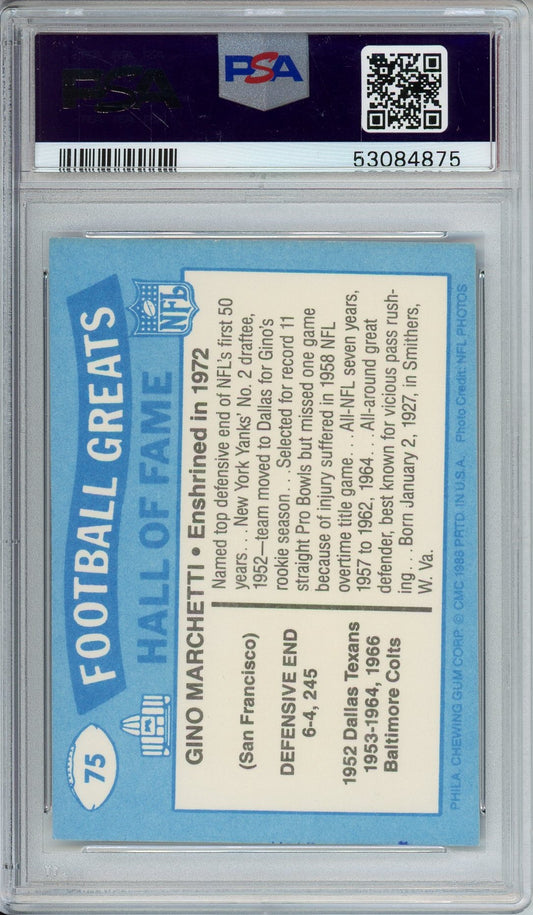 PSA
PSA
53084875
75
FOOTBALL GREATS
NFL
HALL OF FAME
GINO MARCHETTI • Enshrined in 1972
(San Francisco)
DEFENSIVE END
6-4, 245
1952 Dallas Texans
1953-1964, 1966
Baltimore Colts
Named top defensive end of NFL's first 50
years. . . New York Yanks' No. 2 draftee,
1952—team moved to Dallas for Gino's
rookie season. . .Selected for record 11
straight Pro Bowls but missed one game
because of injury suffered in 1958 NFL
overtime title game. . . All-NFL seven years,
1957 to 1962, 1964. . .All-around great
defender, best known for vicious pass rush-
ing. . .Born January 2, 1927, in Smithers,
W. Va.
PHILA. CHEWING GUM CORP. © CMC 1988 PRTD. IN U.S.A. Photo Credit: NFL PHOTOS